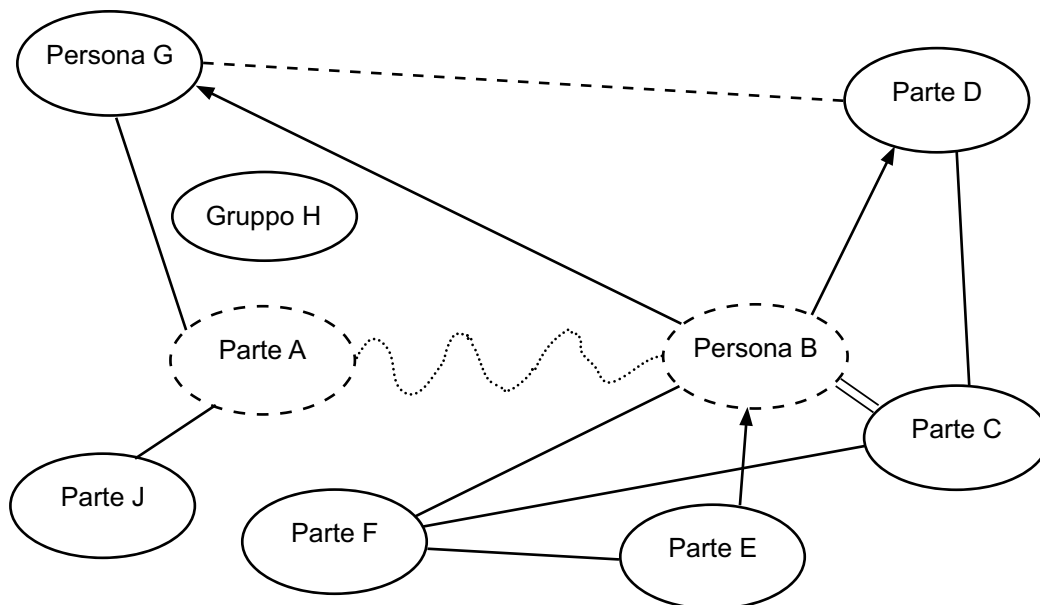 Persona G
Parte D
Gruppo H
Parte A
Persona B
Parte C
Parte J
Parte F
Parte E